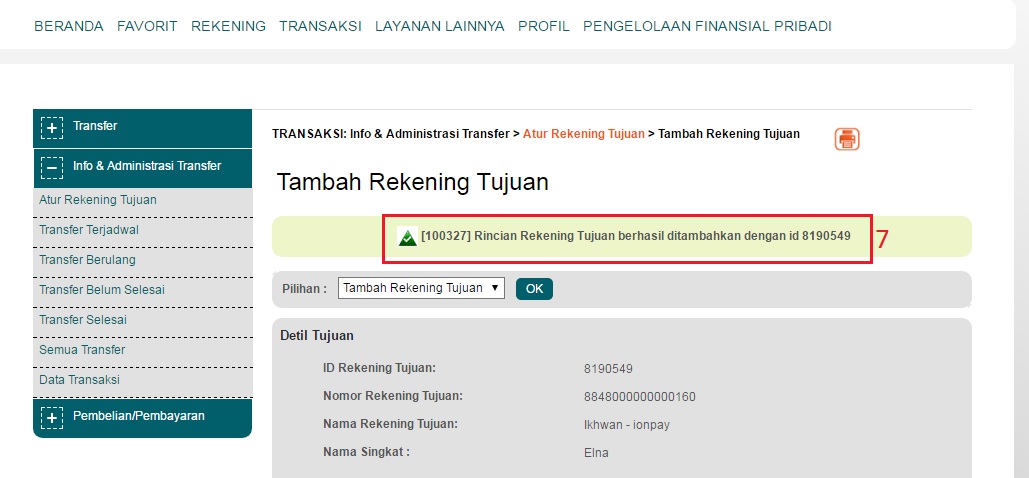 BERANDA FAVORIT REKENING TRANSAKSI LAYANAN LAINNYA PROFIL PENGELOLAAN FINANSIAL PRIBADI
Transfer
Info & Administrasi Transfer
Atur Rekening Tujuan
Transfer Terjadwal
Transfer Berulang
Transfer Belum Selesai
Transfer Selesai
Semua Transfer
Data Transaksi
Pembelian/Pembayaran
TRANSAKSI: Info & Administrasi Transfer > Atur Rekening Tujuan > Tambah Rekening Tujuan
Tambah Rekening Tujuan
[100327] Rincian Rekening Tujuan berhasil ditambahkan dengan id 8190549 7
Pilihan : Tambah Rekening Tujuan OK
Detil Tujuan
ID Rekening Tujuan: 8190549
Nomor Rekening Tujuan: 8848000000000160
Nama Rekening Tujuan: Ikhwan - ionpay
Nama Singkat : Elna